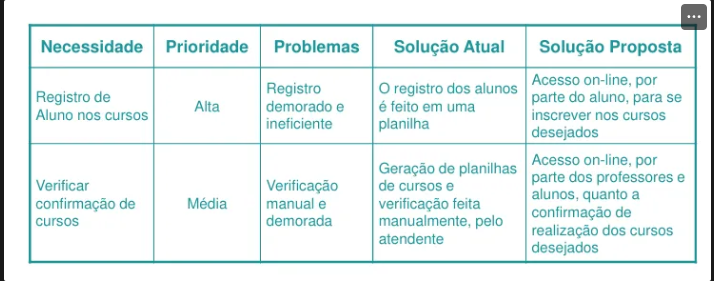 Necessidade
Prioridade
Problemas
Solução Atual
Solução Proposta
Registro de
Aluno nos cursos
Alta
Registro
demorado e
ineficiente
O registro dos alunos
é feito em uma
planilha
Acesso on-line, por
parte do aluno, para se
inscrever nos cursos
desejados
Verificar
confirmação de
cursos
Média
Verificação
manual e
demorada
Geração de planilhas
de cursos e
verificação feita
manualmente, pelo
atendente
Acesso on-line, por
parte dos professores e
alunos, quanto a
confirmação de
realização dos cursos
desejados